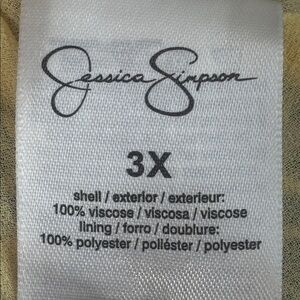 Jessica Simpson
3X
shell / exterior / exterieur:
100% viscose / viscosa / viscose
lining / forro / doublure:
100% polyester / poliéster / polyester